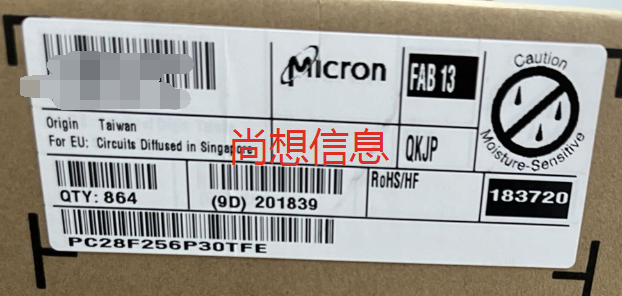 Micron
FAB 13
Caution
Moisture-Sensitive
Origin Taiwan
For EU: Circuits Diffused in Singapore
QKJP
尚想信息
QTY: 864
(9D) 201839
RoHS/HF
183720
PC28F256P30TFE